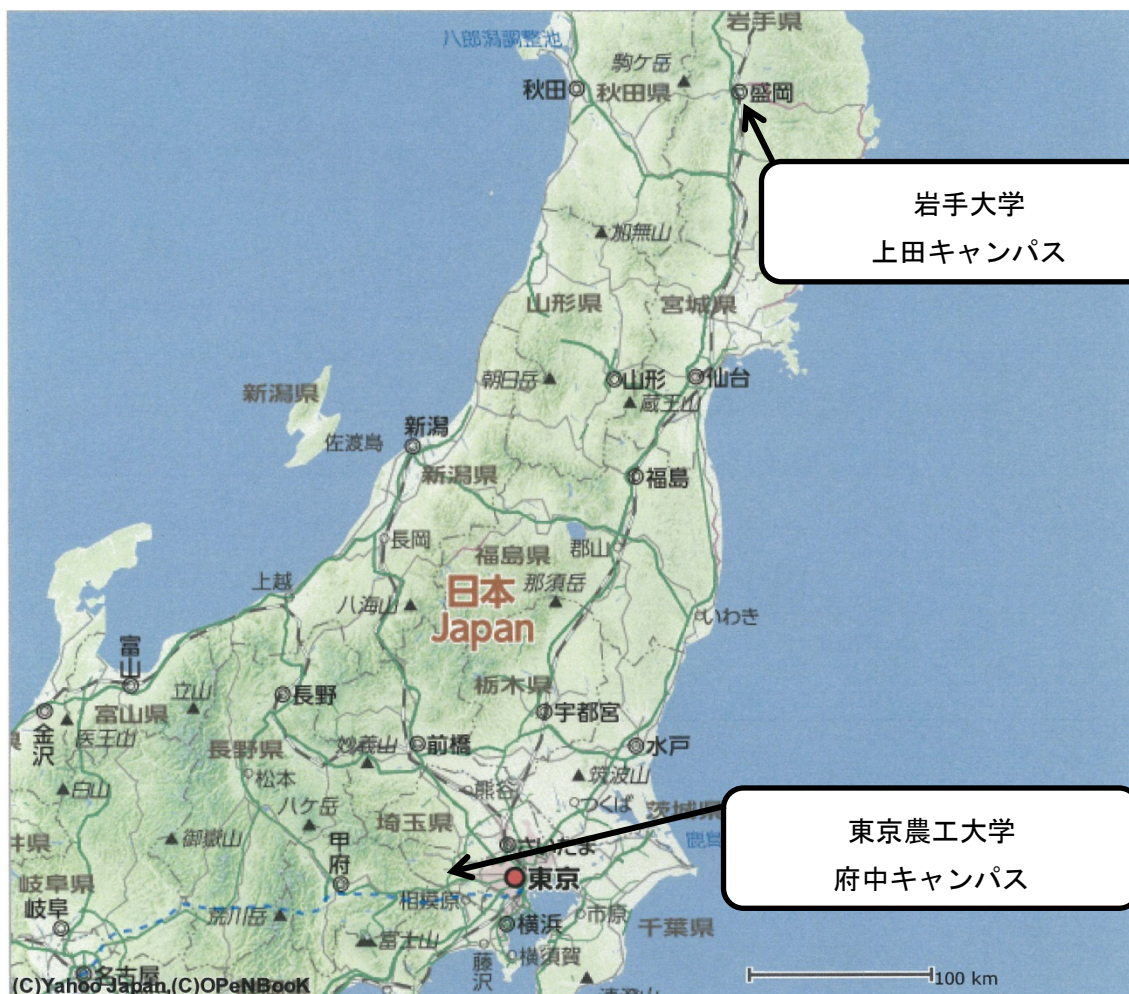 岩手県
八郎潟調整池
駒ケ岳
秋田
秋田県
盛岡
岩手大学
上田キャンパス
加無山
山形県
宮城県
新潟県
朝日岳
山形
仙台
蔵王山
佐渡島
新潟
新潟県
福島
長岡
福島県
郡山
上越
八海山
日本
那須岳
Japan
いわき
富山
栃木県
立山
長野
宇都宮
富山県
金沢
医王山
長野県
妙義山
前橋
水戸
松本
筑波山
白山
熊谷
つくば
茨城県
八ケ岳
埼玉県
井県
御嶽山
甲府
さいたま
東京農工大学
府中キャンパス
岐阜県
東京
岐阜
荒川岳
相模原
横浜
市原
千葉県
富士山
藤沢
横須賀
名古屋
100 km
(C)Yahoo Japan,(C)OPeNBooK